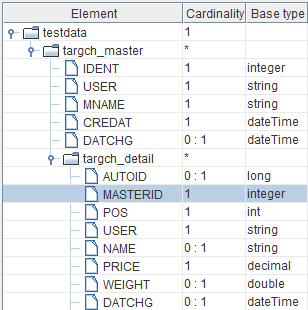 Element Cardinality Base type
testdata 1
targch_master *
IDENT 1 integer
USER 1 string
MNAME 1 string
CREDAT 1 dateTime
DATCHG 0 : 1 dateTime
targch_detail *
AUTOID 0 : 1 long
MASTERID 1 integer
POS 1 int
USER 1 string
NAME 0 : 1 string
PRICE 1 decimal
WEIGHT 0 : 1 double
DATCHG 0 : 1 dateTime